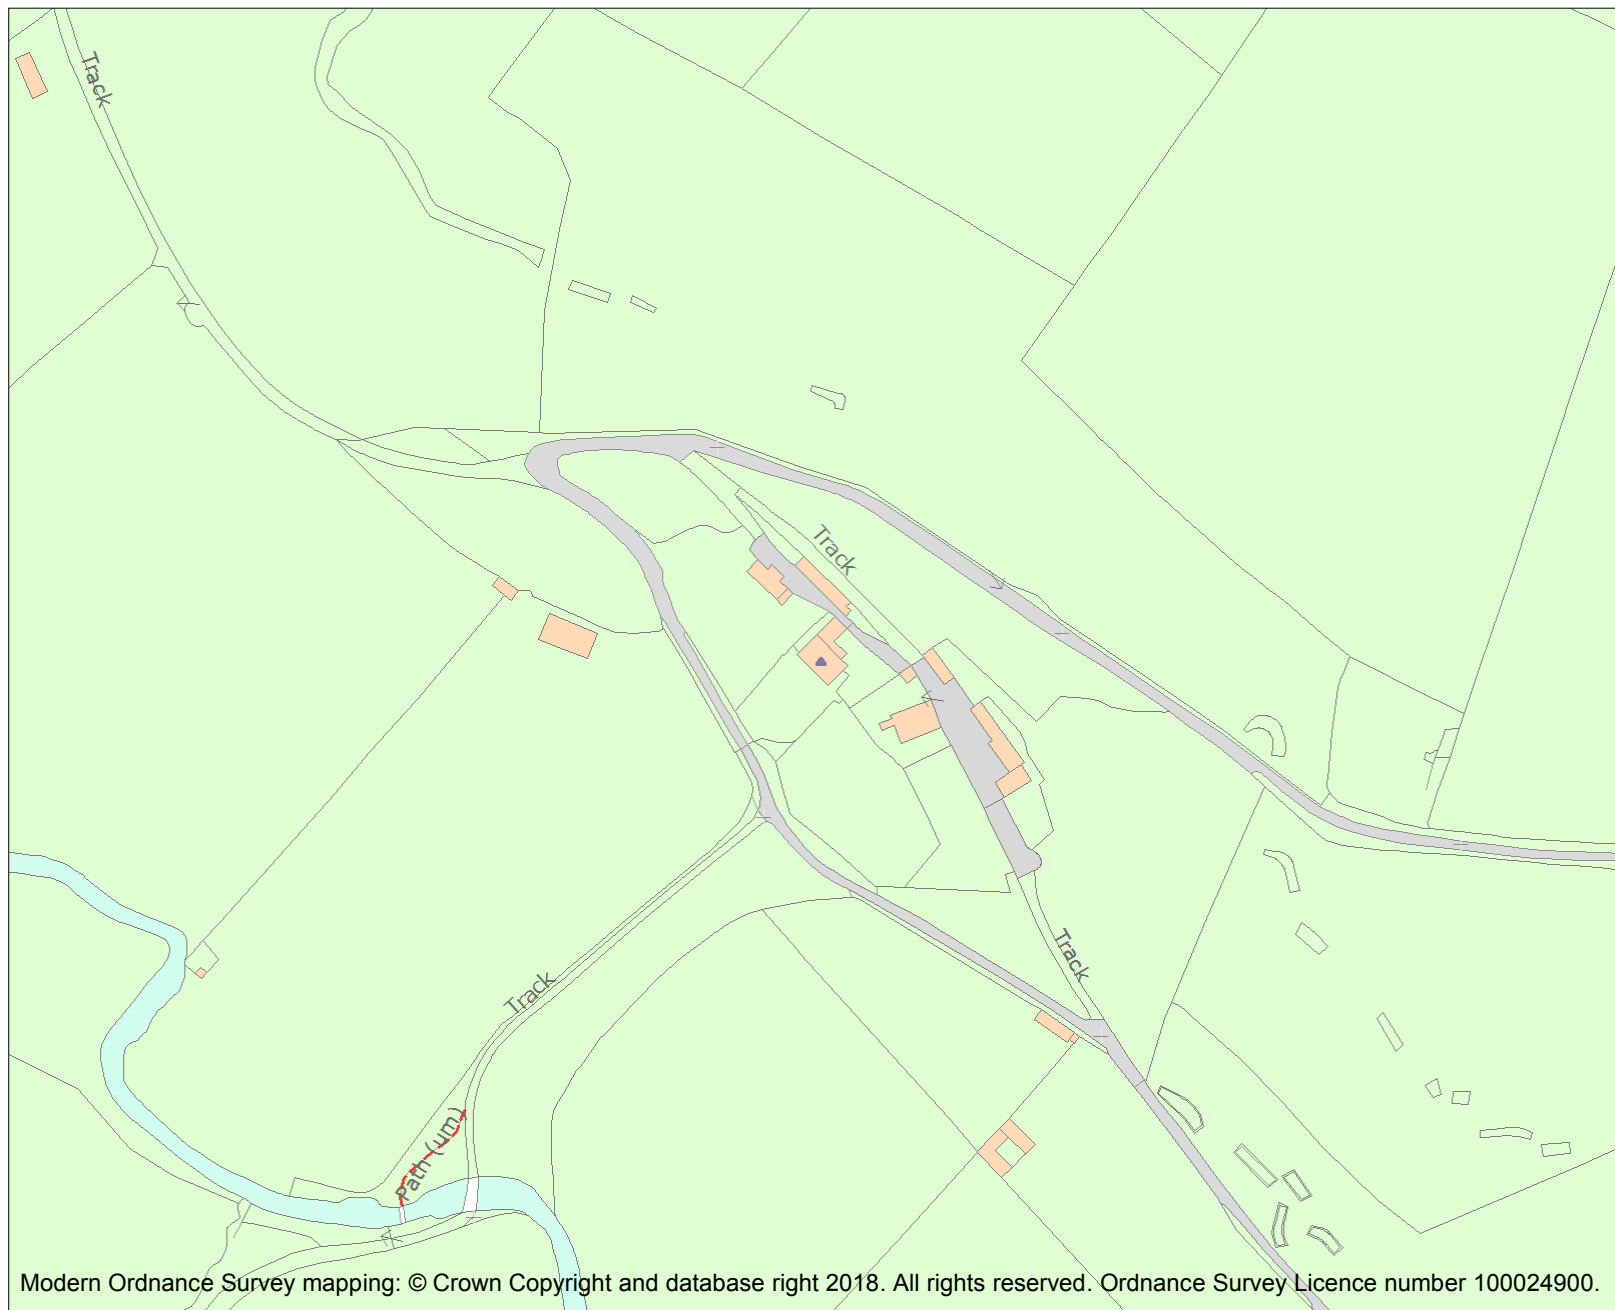 Track
Track
Track
Track
Path (um)
Modern Ordnance Survey mapping: © Crown Copyright and database right 2018. All rights reserved. Ordnance Survey Licence number 100024900.